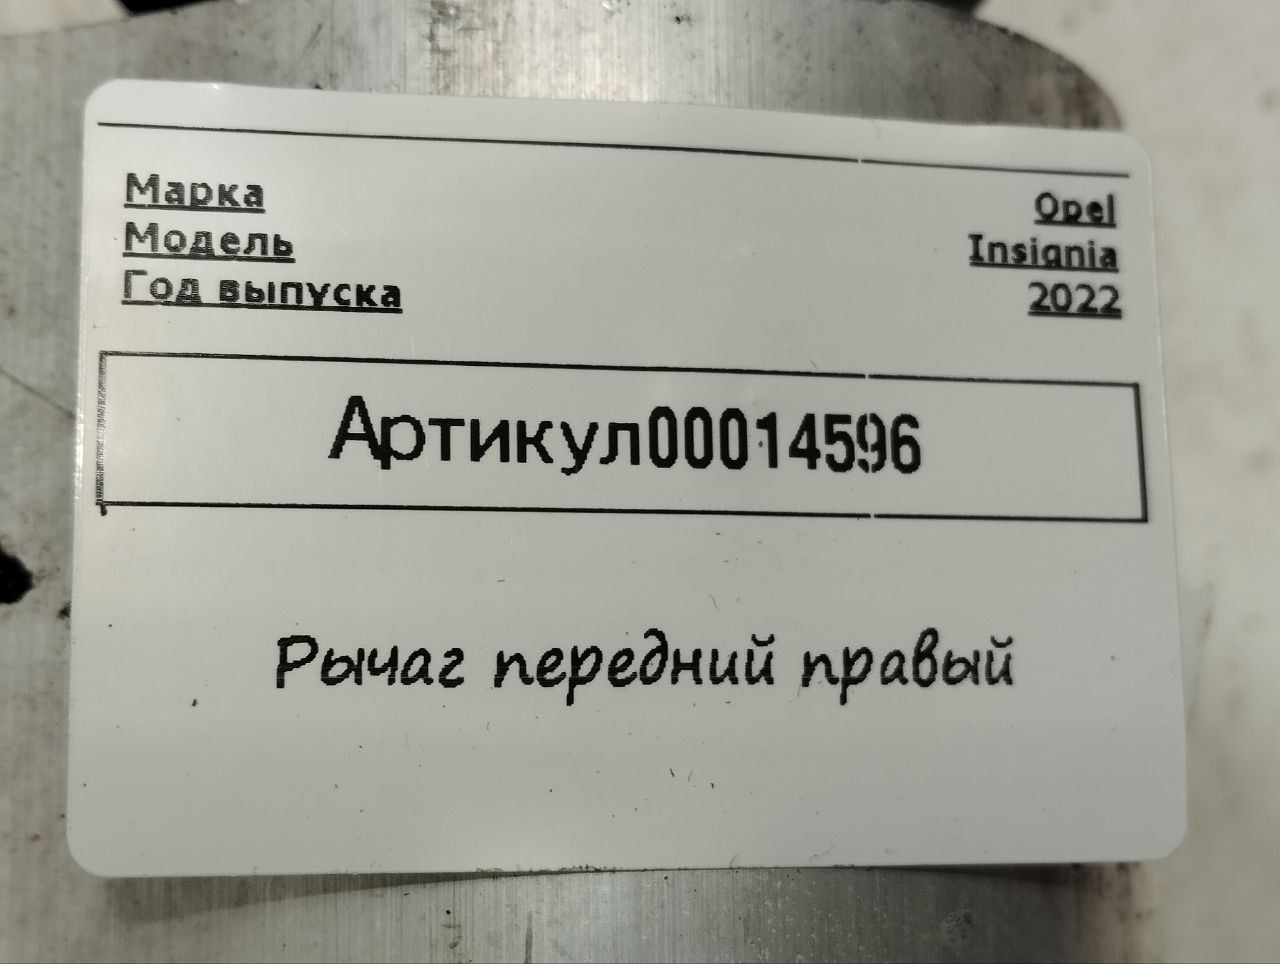 Марка Opel
Модель Insignia
Год выпуска 2022
Артикул00014596
Рычаг передний правый